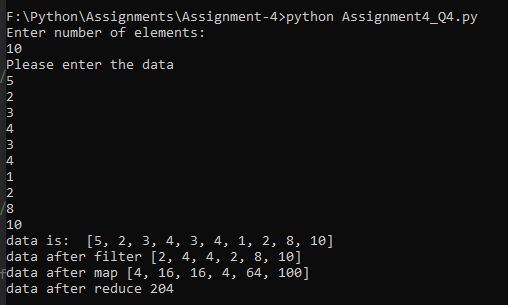 F:\Python\Assignments\Assignment-4>python Assignment4_Q4.py
Enter number of elements:
10
Please enter the data
5
2
3
4
3
4
1
2
8
10
data is:  [5, 2, 3, 4, 3, 4, 1, 2, 8, 10]
data after filter [2, 4, 4, 2, 8, 10]
data after map [4, 16, 16, 4, 64, 100]
data after reduce 204